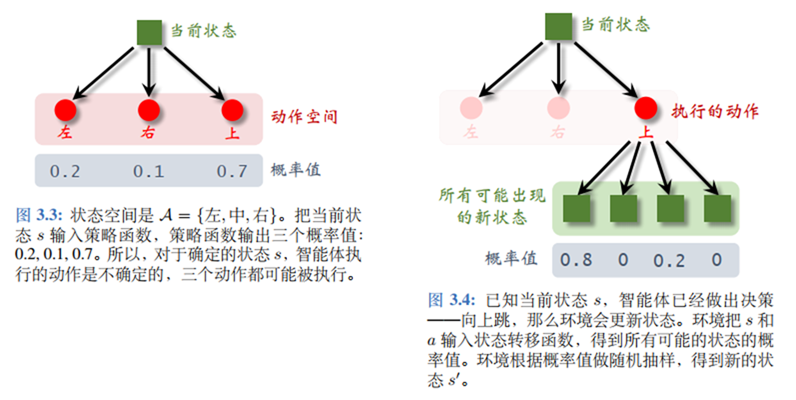 当前状态
左 右 上
动作空间
0.2 0.1 0.7 概率值
图 3.3: 状态空间是 A = {左, 中, 右}。把当前状
态 s 输入策略函数，策略函数输出三个概率值：
0.2, 0.1, 0.7。所以，对于确定的状态 s，智能体执
行的动作是不确定的，三个动作都可能被执行。
当前状态
执行的动作
左 右 上
所有可能出现
的新状态
概率值 0.8 0 0.2 0
图 3.4: 已知当前状态 s，智能体已经做出决策
——向上跳，那么环境会更新状态。环境把 s 和
a 输入状态转移函数，得到所有可能的状态的概
率值。环境根据概率值做随机抽样，得到新的状
态 s′。